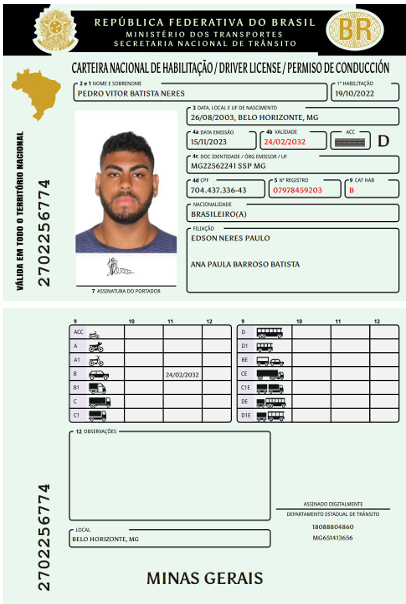 REPÚBLICA FEDERATIVA DO BRASIL
MINISTÉRIO DOS TRANSPORTES
SECRETARIA NACIONAL DE TRÂNSITO
BR
CARTEIRA NACIONAL DE HABILITAÇÃO / DRIVER LICENSE / PERMISO DE CONDUCCIÓN
2 e 1 NOME E SOBRENOME
1ª HABILITAÇÃO
PEDRO VITOR BATISTA NERES
19/10/2022
3 DATA, LOCAL E UF DE NASCIMENTO
26/08/2003, BELO HORIZONTE, MG
4a DATA EMISSÃO
4b VALIDADE
ACC
15/11/2023
24/02/2032
D
4c DOC IDENTIDADE / ÓRG EMISSOR / UF
MG22562241 SSP MG
4d CPF
5 Nº REGISTRO
9 CAT HAB
704.437.336-43
07978459203
B
NACIONALIDADE
BRASILEIRO(A)
FILIAÇÃO
EDSON NERES PAULO
ANA PAULA BARROSO BATISTA
7 ASSINATURA DO PORTADOR
VÁLIDA EM TODO O TERRITÓRIO NACIONAL
2702256774
9 10 11 12
9 10 11 12
ACC
D
A
D1
A1
BE
B 24/02/2032
CE
B1
C1E
C
DE
C1
D1E
12 OBSERVAÇÕES
ASSINADO DIGITALMENTE
DEPARTAMENTO ESTADUAL DE TRÂNSITO
18088804860
MG651413656
LOCAL
BELO HORIZONTE, MG
2702256774
MINAS GERAIS